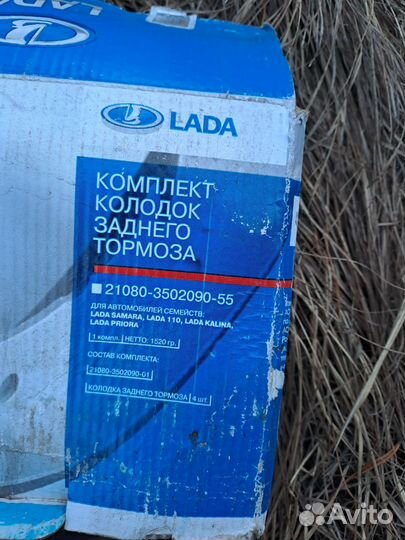 LADA
LADA
КОМПЛЕКТ
КОЛОДОК
ЗАДНЕГО
ТОРМОЗА
21080-3502090-55
ДЛЯ АВТОМОБИЛЕЙ СЕМЕЙСТВ:
LADA SAMARA, LADA 110, LADA KALINA,
LADA PRIORA
1 компл. НЕТТО: 1520 гр.
СОСТАВ КОМПЛЕКТА:
21080-3502090-01
КОЛОДКА ЗАДНЕГО ТОРМОЗА 4 шт.
Avito